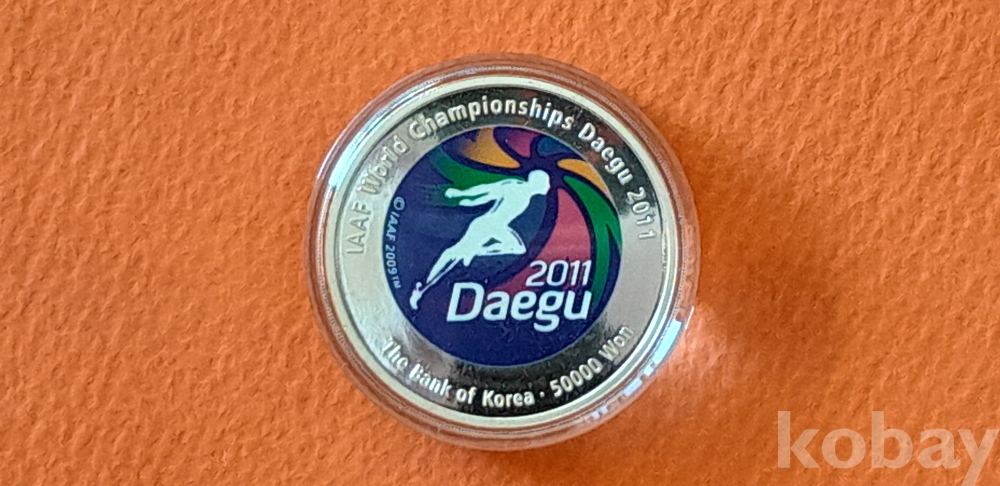 IAAF World Championships Daegu 2011
© IAAF 2009™
2011
Daegu
The Bank of Korea · 50000 Won
kobay